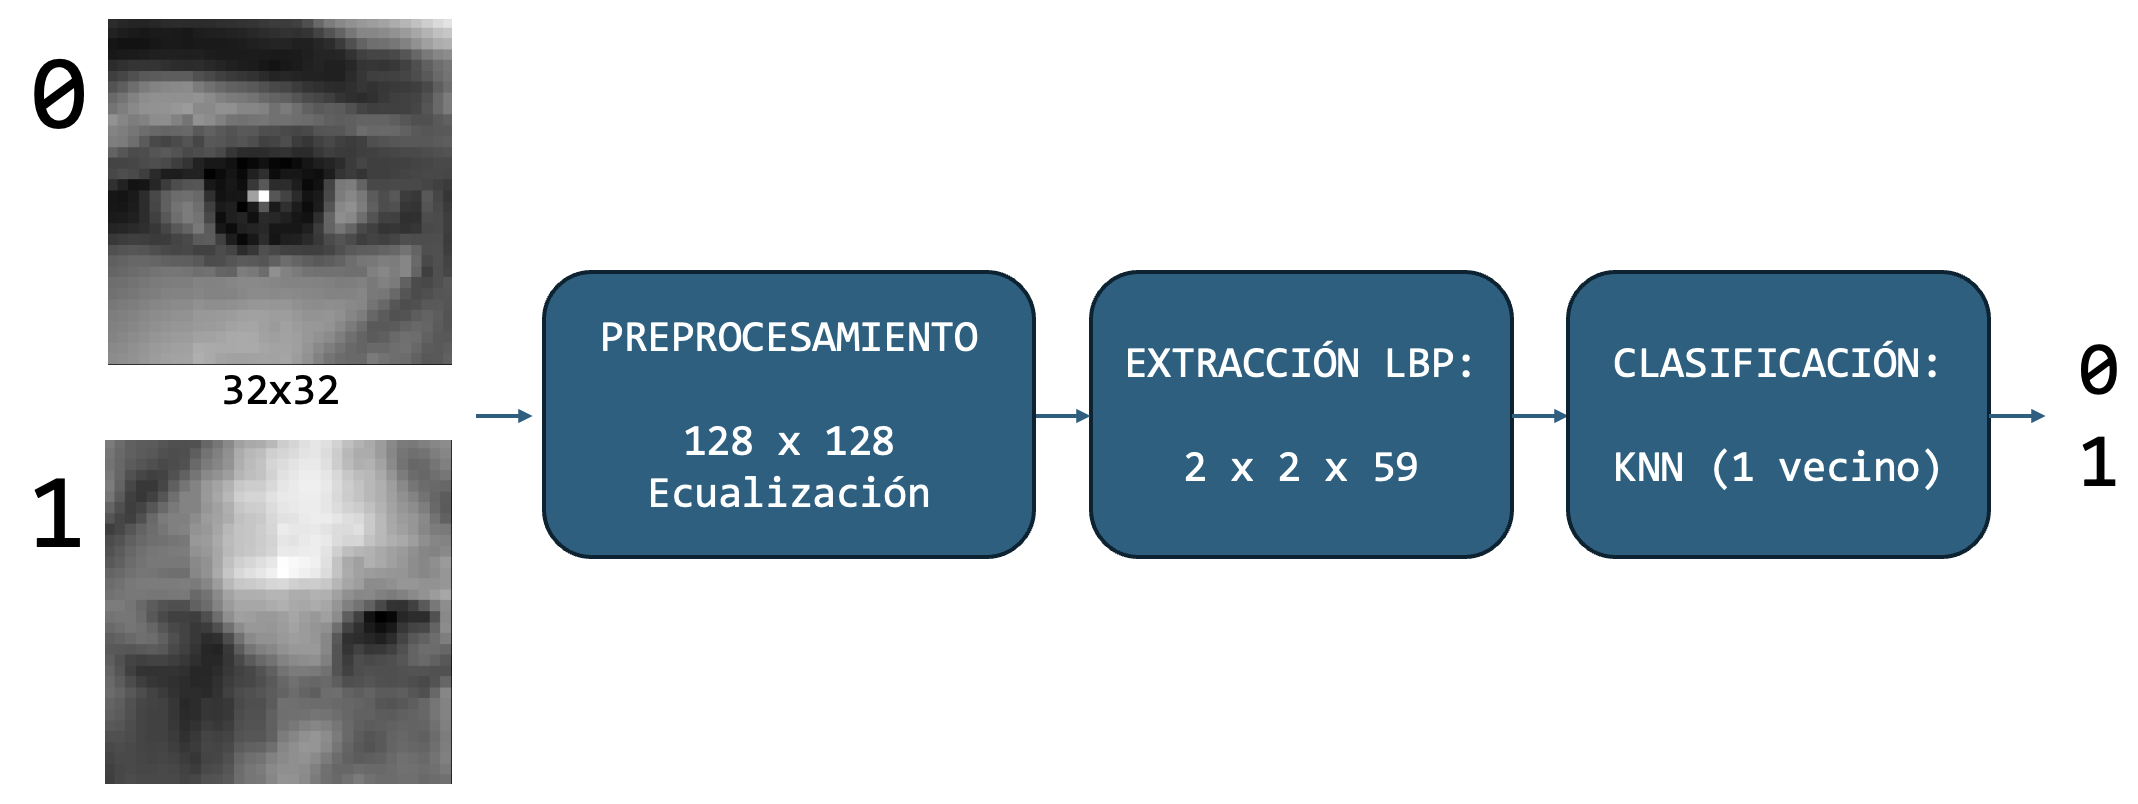 0
32x32
1
PREPROCESAMIENTO
128 x 128
Ecualización
EXTRACCIÓN LBP:
2 x 2 x 59
CLASIFICACIÓN:
KNN (1 vecino)
0
1